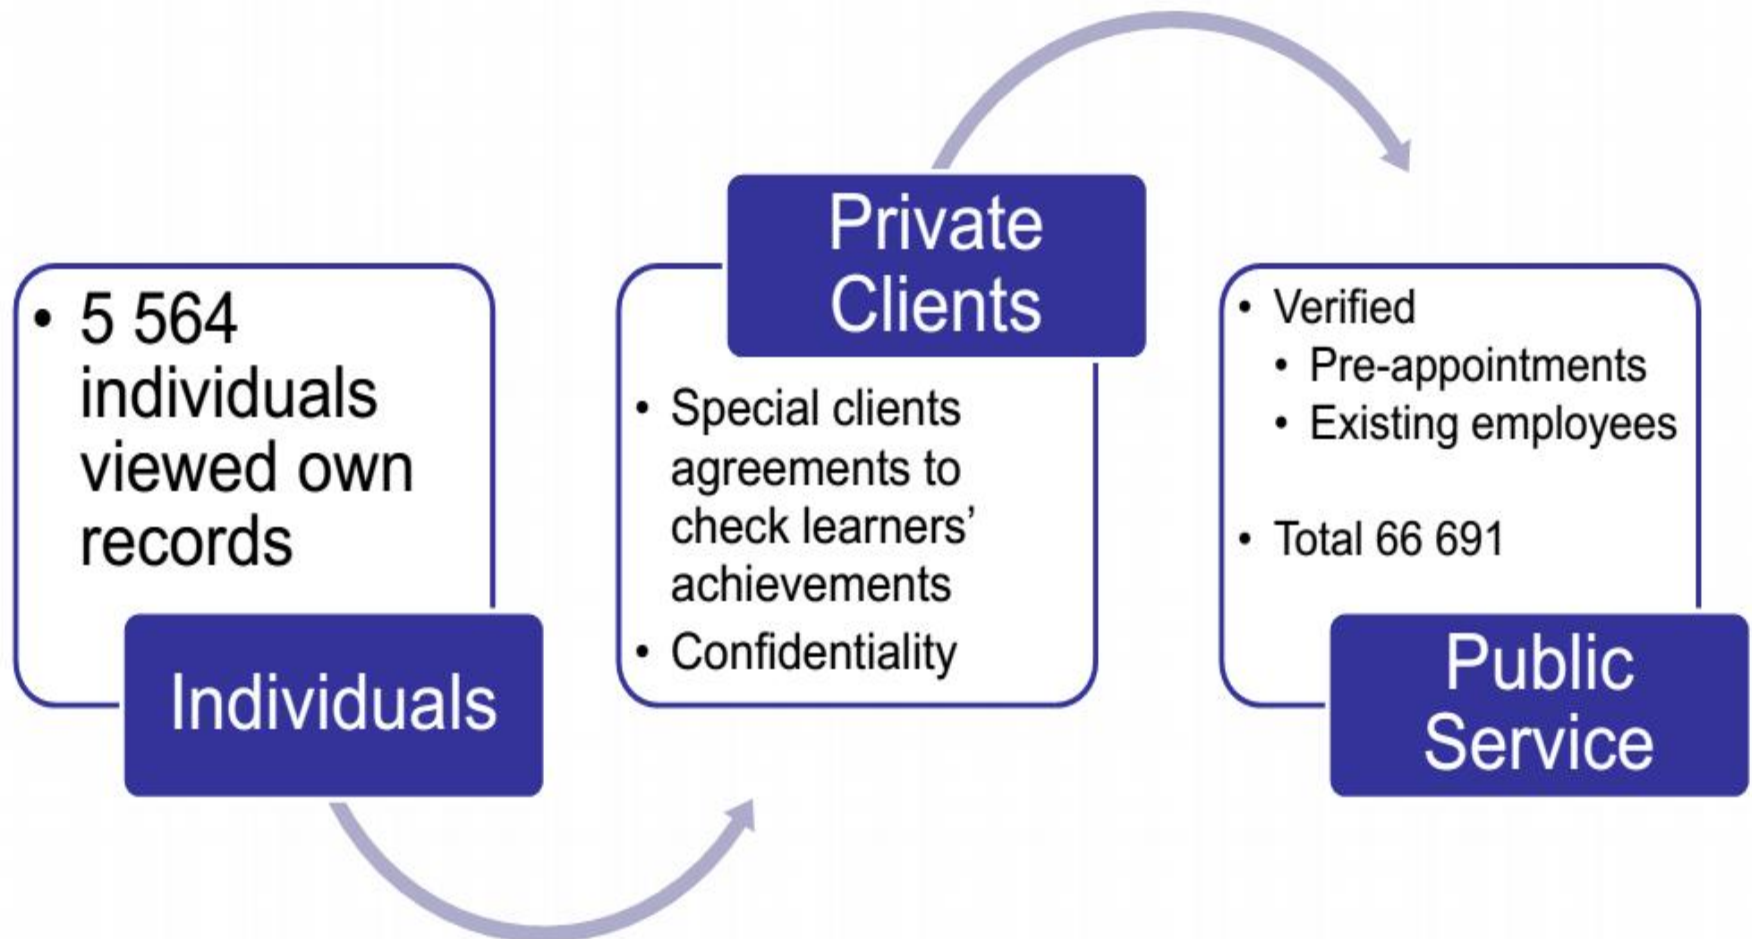 • 5 564
individuals
viewed own
records
Individuals
Private
Clients
• Special clients
agreements to
check learners’
achievements
• Confidentiality
• Verified
• Pre-appointments
• Existing employees
• Total 66 691
Public
Service